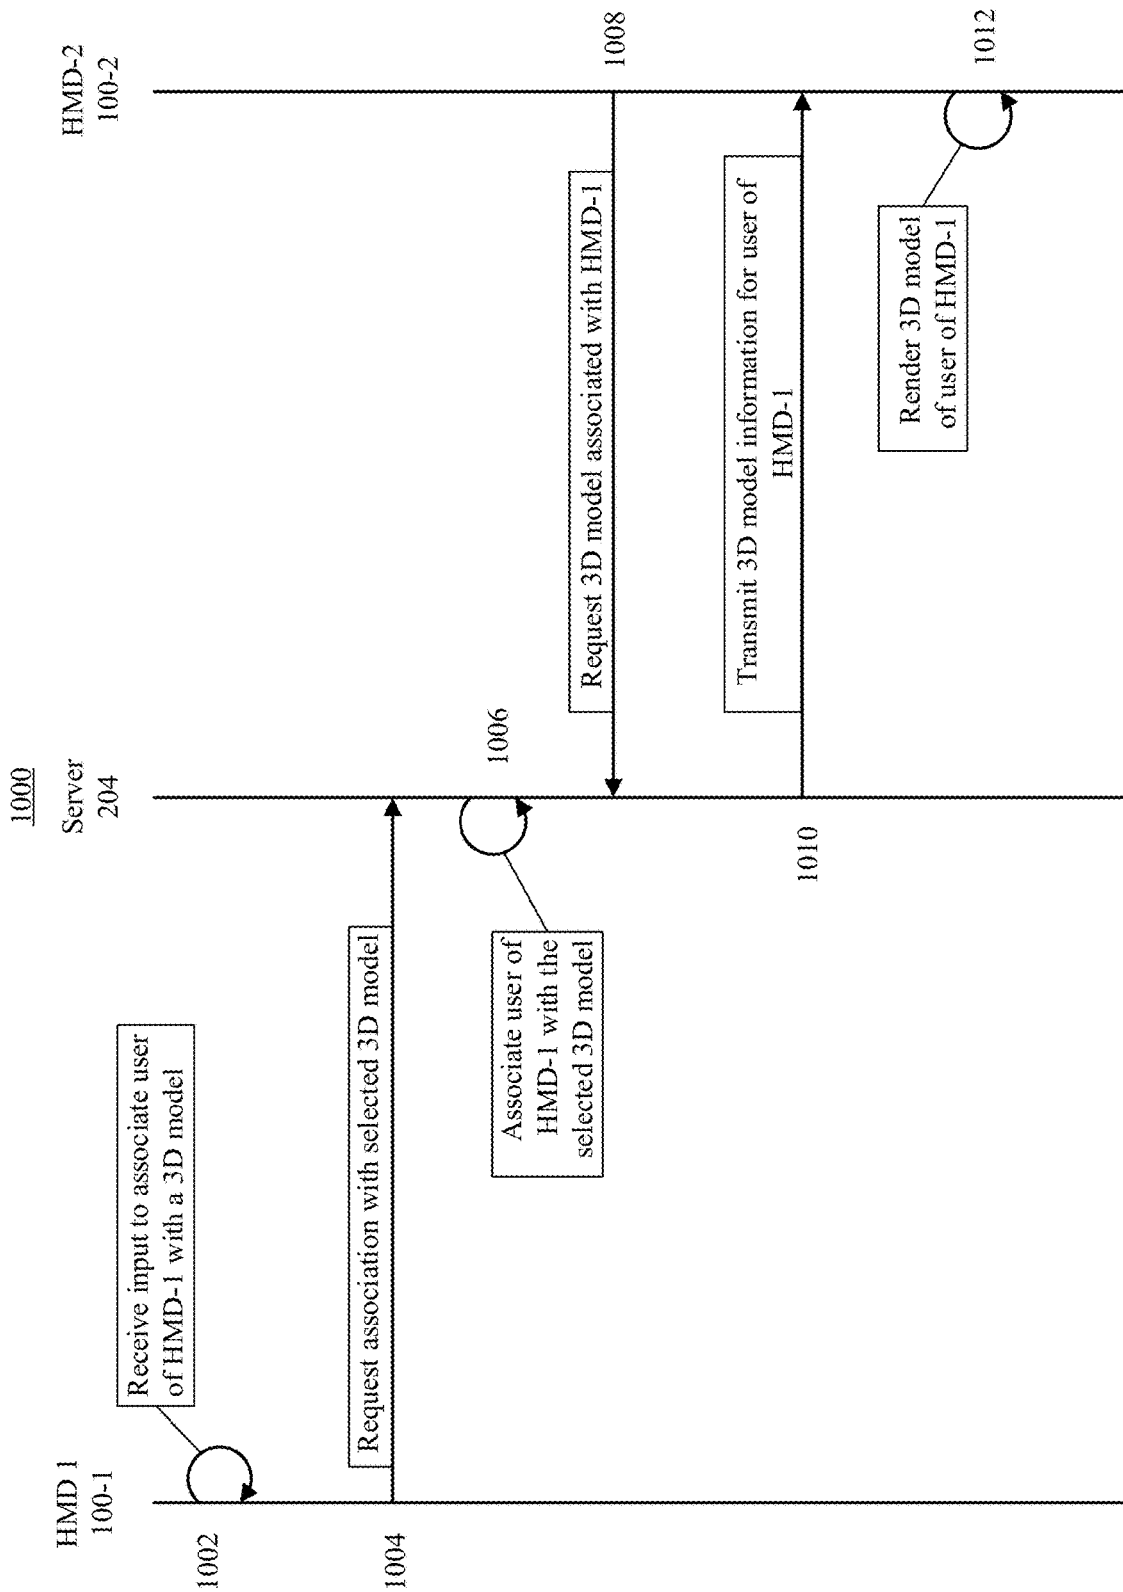 1000
HMD 1
100-1
Server
204
HMD-2
100-2
1002
Receive input to associate user
of HMD-1 with a 3D model
1004
Request association with selected 3D model
1006
Associate user of
HMD-1 with the
selected 3D model
1008
Request 3D model associated with HMD-1
1010
Transmit 3D model information for user of
HMD-1
1012
Render 3D model
of user of HMD-1